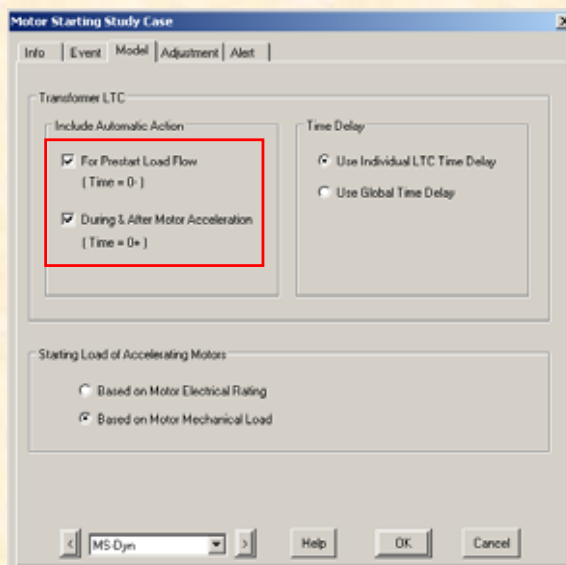 Motor Starting Study Case
Info Event Model Adjustment Alert
Transformer LTC
Include Automatic Action
For Prestart Load Flow
( Time = 0- )
During & After Motor Acceleration
( Time = 0+ )
Time Delay
Use Individual LTC Time Delay
Use Global Time Delay
Starting Load of Accelerating Motors
Based on Motor Electrical Rating
Based on Motor Mechanical Load
< MS-Dyn > Help OK Cancel